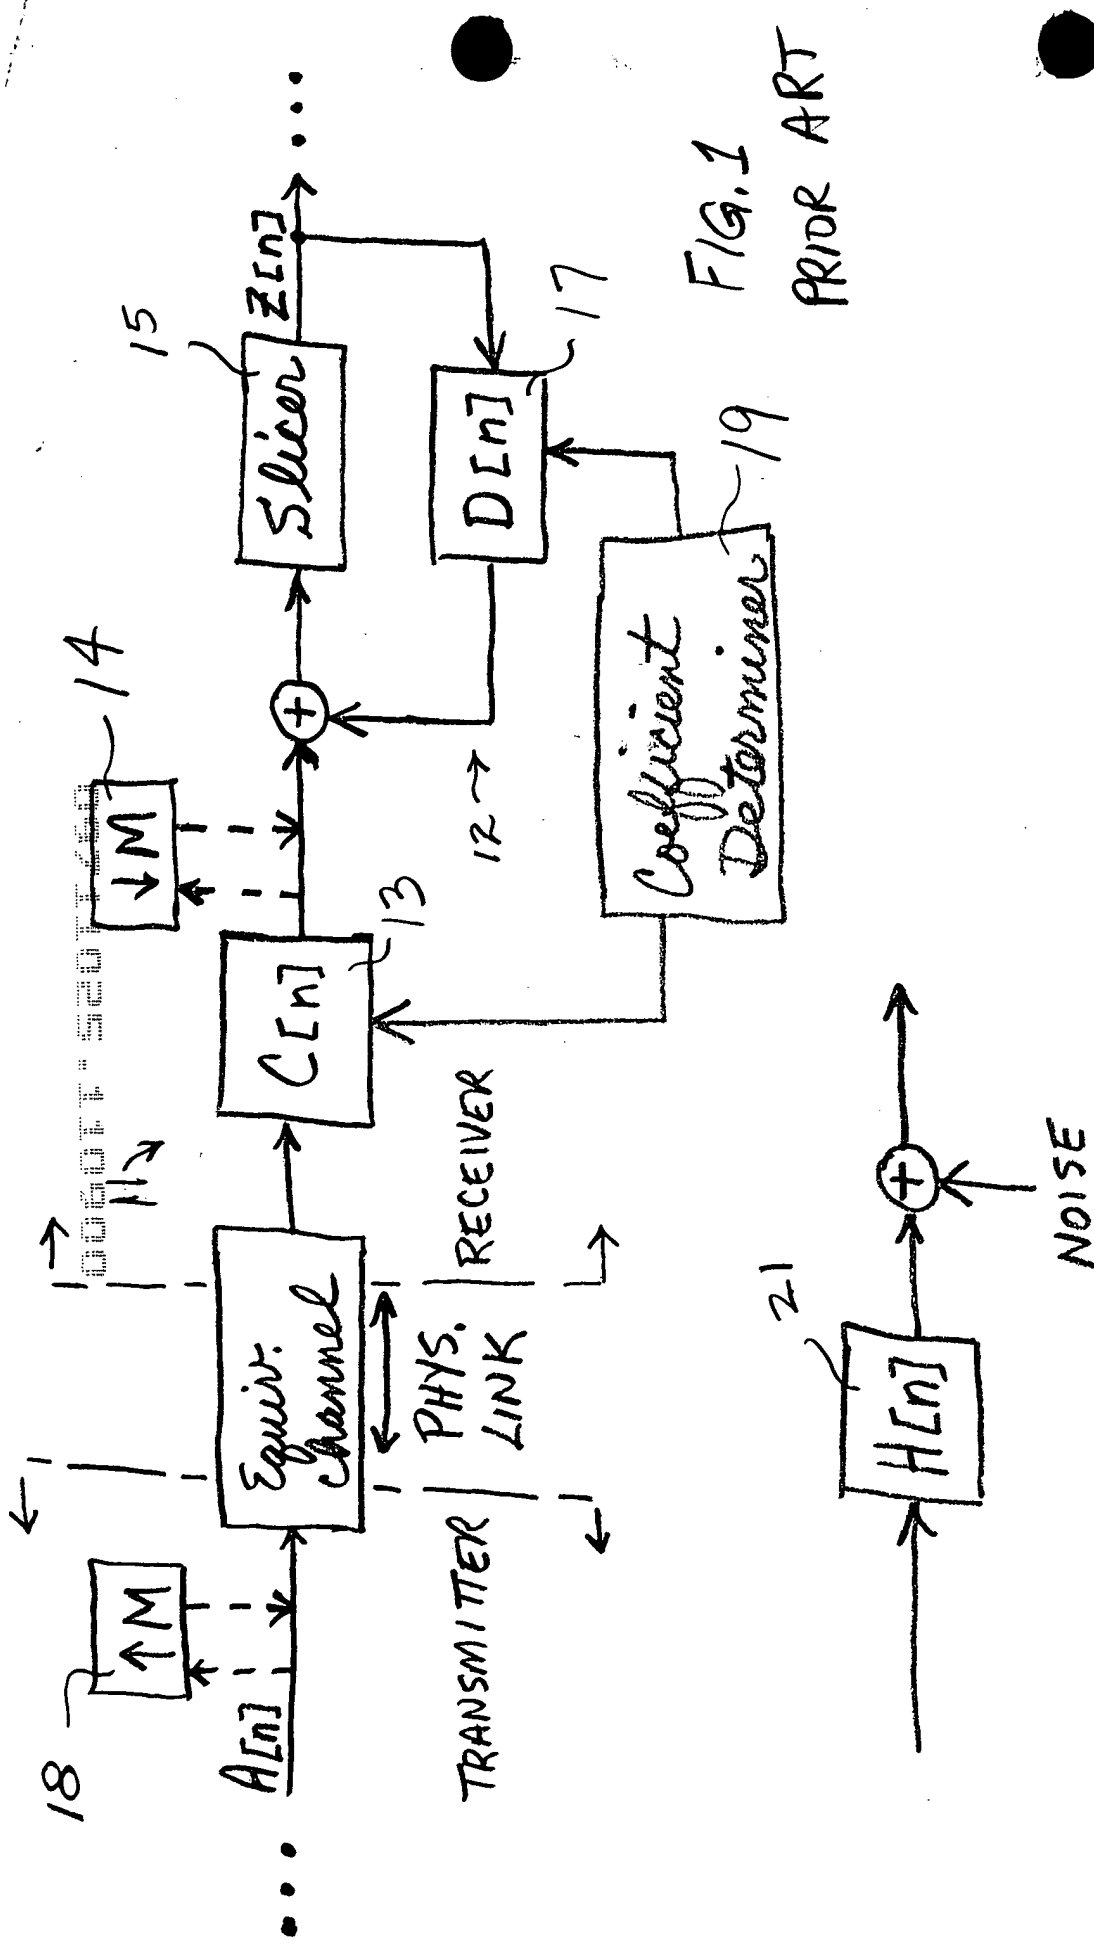 18
↑M
A[n]
TRANSMITTER
Equiv.
Channel
PHYS.
LINK
RECEIVER
11
C[n]
13
↓M
14
12
+
Slicer
15
Z[n]
D[n]
17
Coefficient
Determiner
19
21
H[n]
+
NOISE
FIG. 1
PRIOR ART